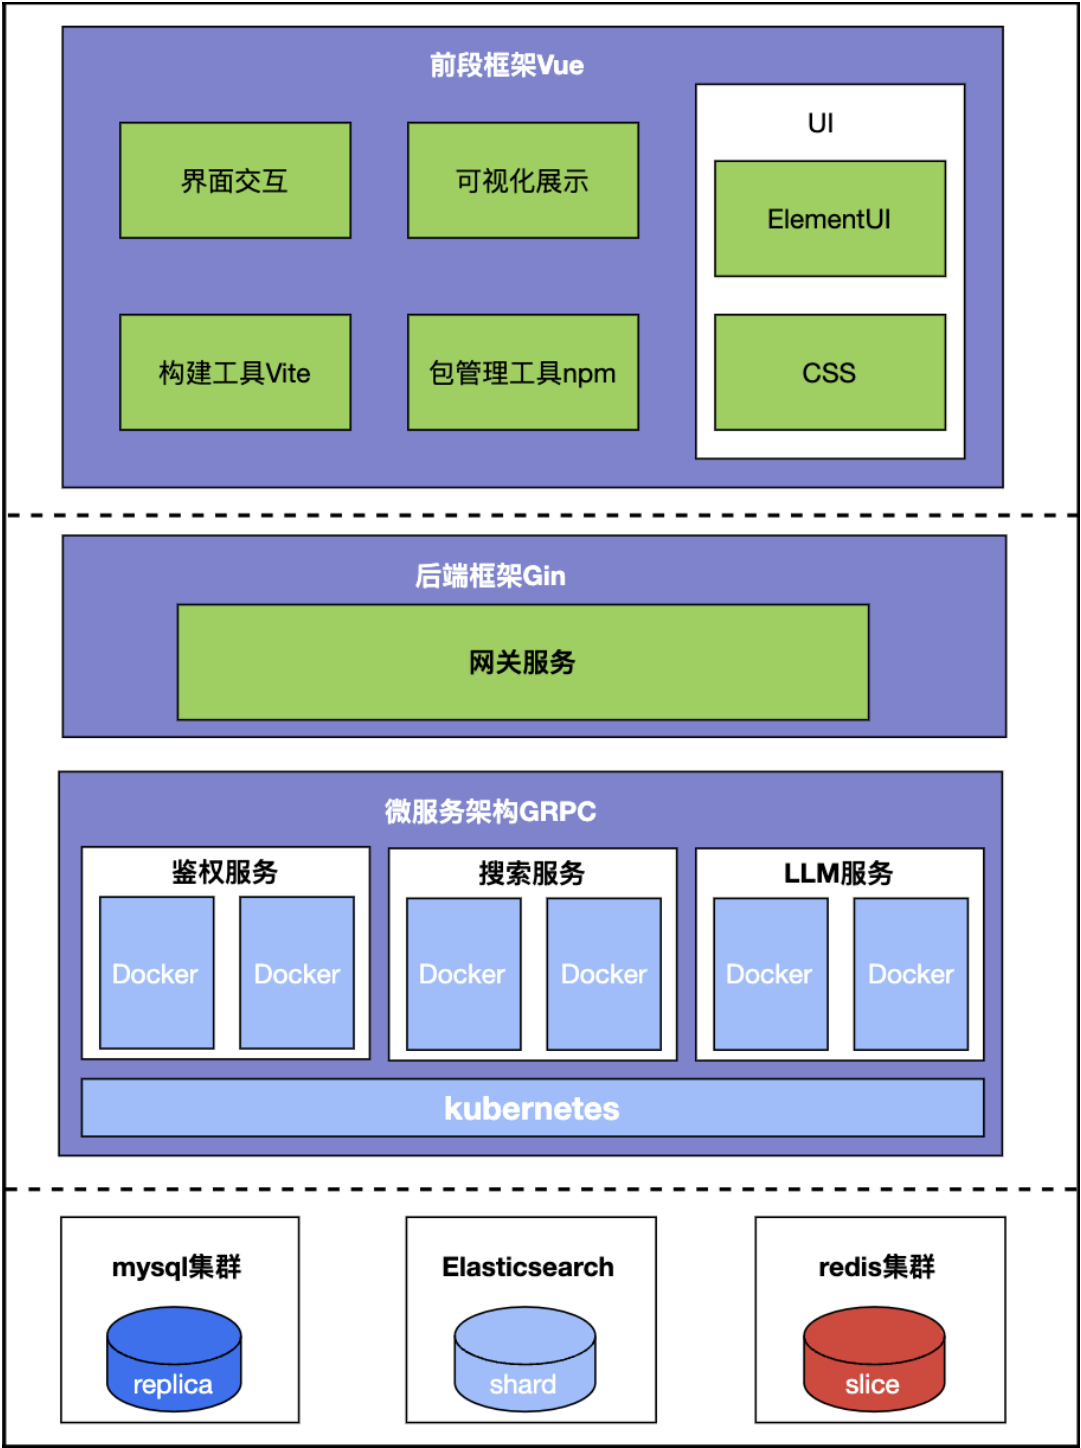 前段框架Vue
UI
界面交互
可视化展示
ElementUI
构建工具Vite
包管理工具npm
CSS
后端框架Gin
网关服务
微服务架构GRPC
鉴权服务
搜索服务
LLM服务
Docker
Docker
Docker
Docker
Docker
Docker
kubernetes
mysql集群
Elasticsearch
redis集群
replica
shard
slice